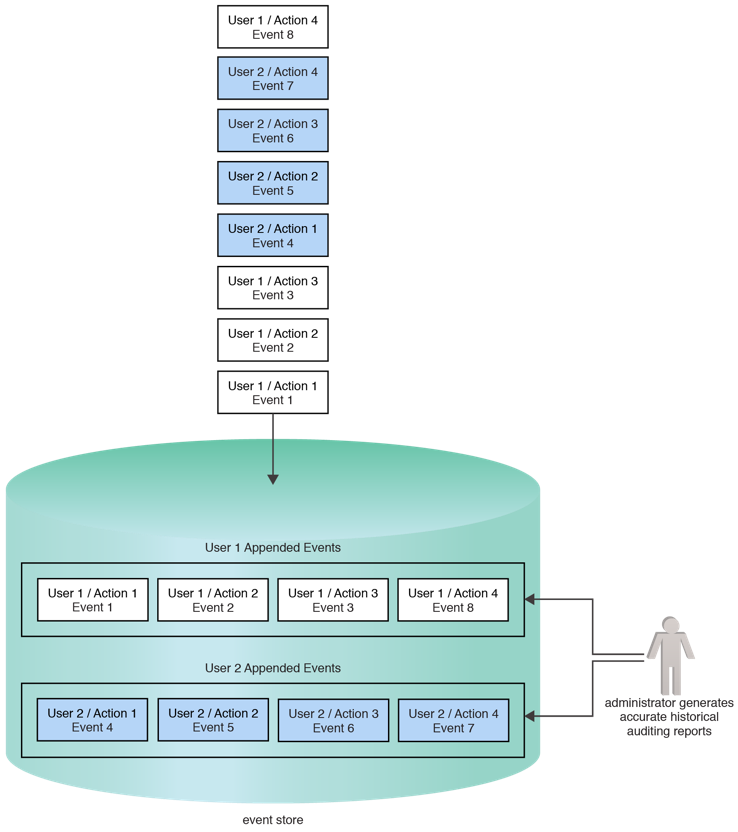 User 1 / Action 4
Event 8
User 2 / Action 4
Event 7
User 2 / Action 3
Event 6
User 2 / Action 2
Event 5
User 2 / Action 1
Event 4
User 1 / Action 3
Event 3
User 1 / Action 2
Event 2
User 1 / Action 1
Event 1
User 1 Appended Events
User 1 / Action 1
Event 1
User 1 / Action 2
Event 2
User 1 / Action 3
Event 3
User 1 / Action 4
Event 8
User 2 Appended Events
User 2 / Action 1
Event 4
User 2 / Action 2
Event 5
User 2 / Action 3
Event 6
User 2 / Action 4
Event 7
administrator generates
accurate historical
auditing reports
event store